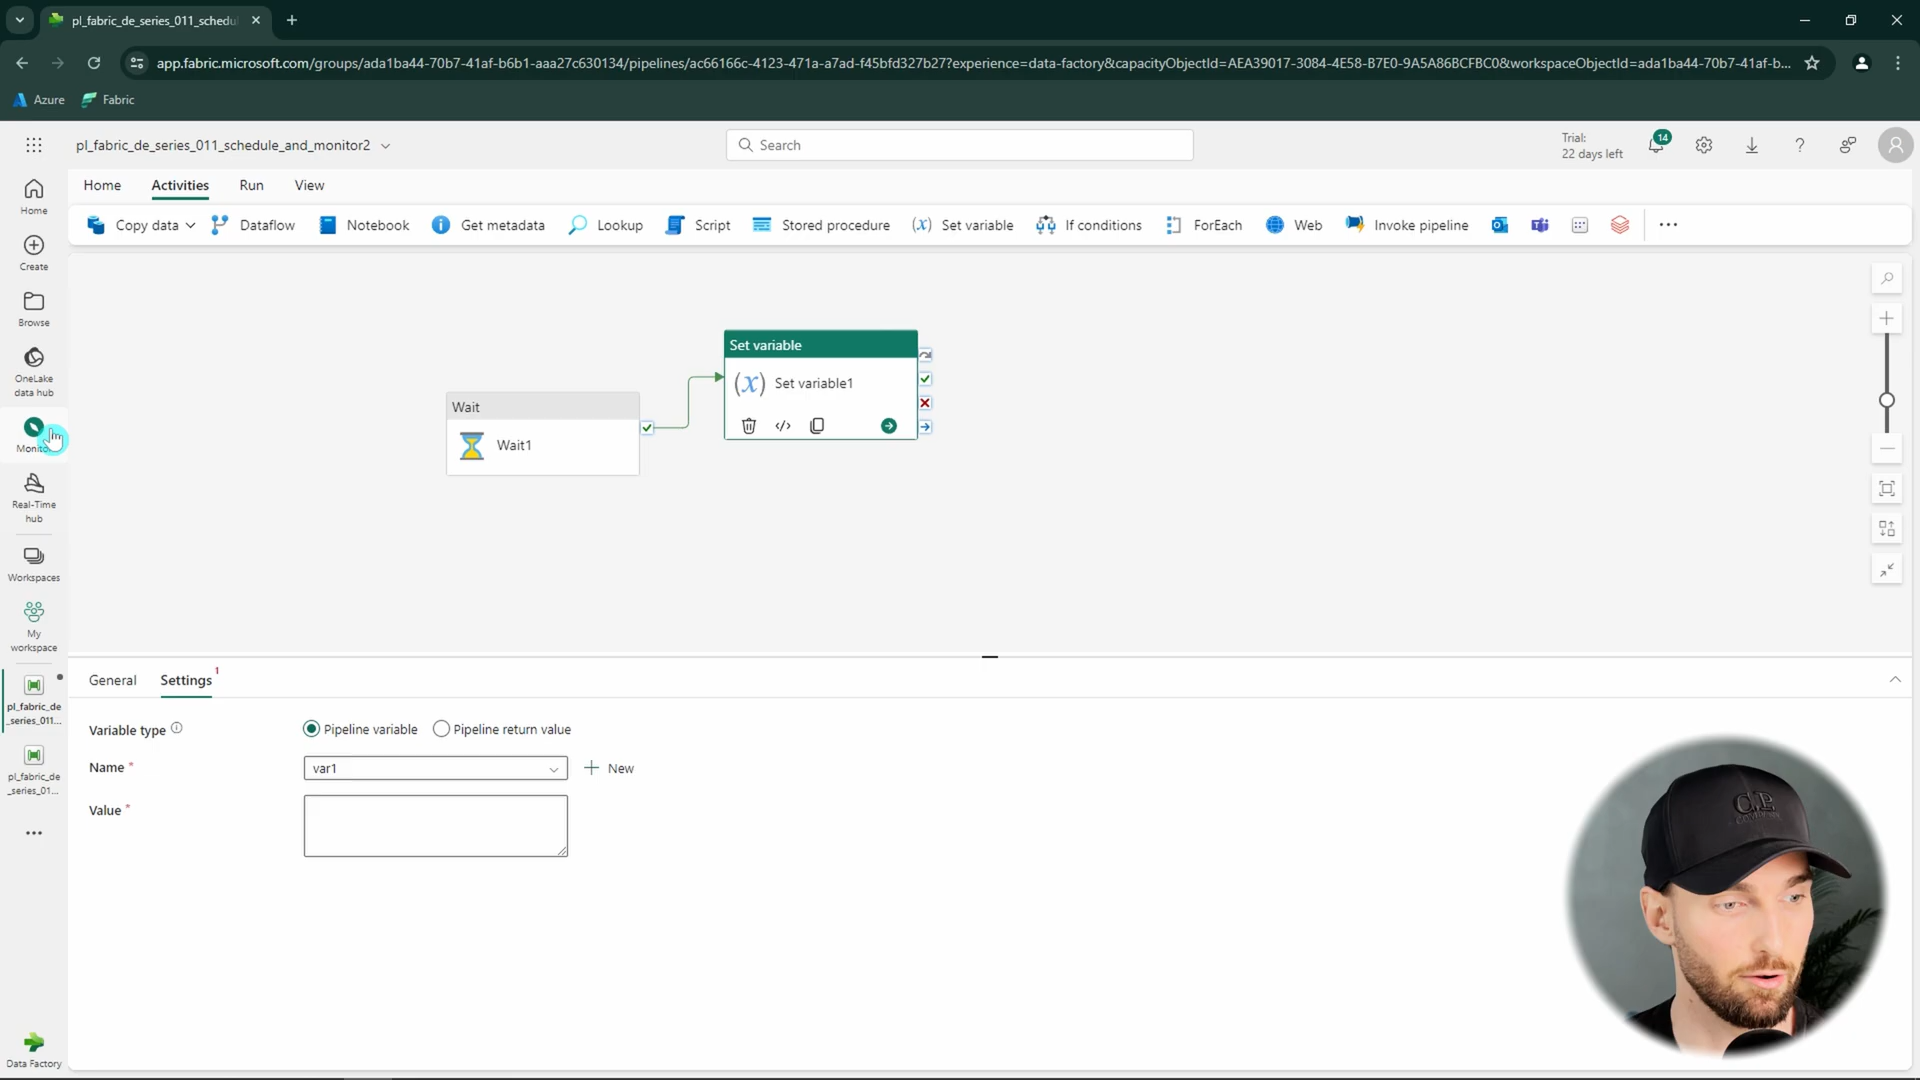 pl_fabric_de_series_011_schedu
app.fabric.microsoft.com/groups/ada1ba44-70b7-41af-b6b1-aaa27c630134/pipelines/ac66166c-4123-471a-a7ad-f45bfd327b27?experience=data-factory&capacityObjectId=AEA39017-3084-4E58-B7E0-9A5A86BCFBC0&workspaceObjectId=ada1ba44-70b7-41af-b...
Azure Fabric
pl_fabric_de_series_011_schedule_and_monitor2
Search
Trial:
22 days left
14
Home Activities Run View
Copy data Dataflow Notebook Get metadata Lookup Script Stored procedure (x) Set variable If conditions ForEach Web Invoke pipeline
Home
Create
Browse
OneLake
data hub
Monitor
Real-Time
hub
Workspaces
My
workspace
pl_fabric_de
_series_011...
pl_fabric_de
_series_01...
Data Factory
Set variable
(x) Set variable1
Wait
Wait1
General Settings 1
Variable type Pipeline variable Pipeline return value
Name * var1 New
Value *
C.P.
COMPANY